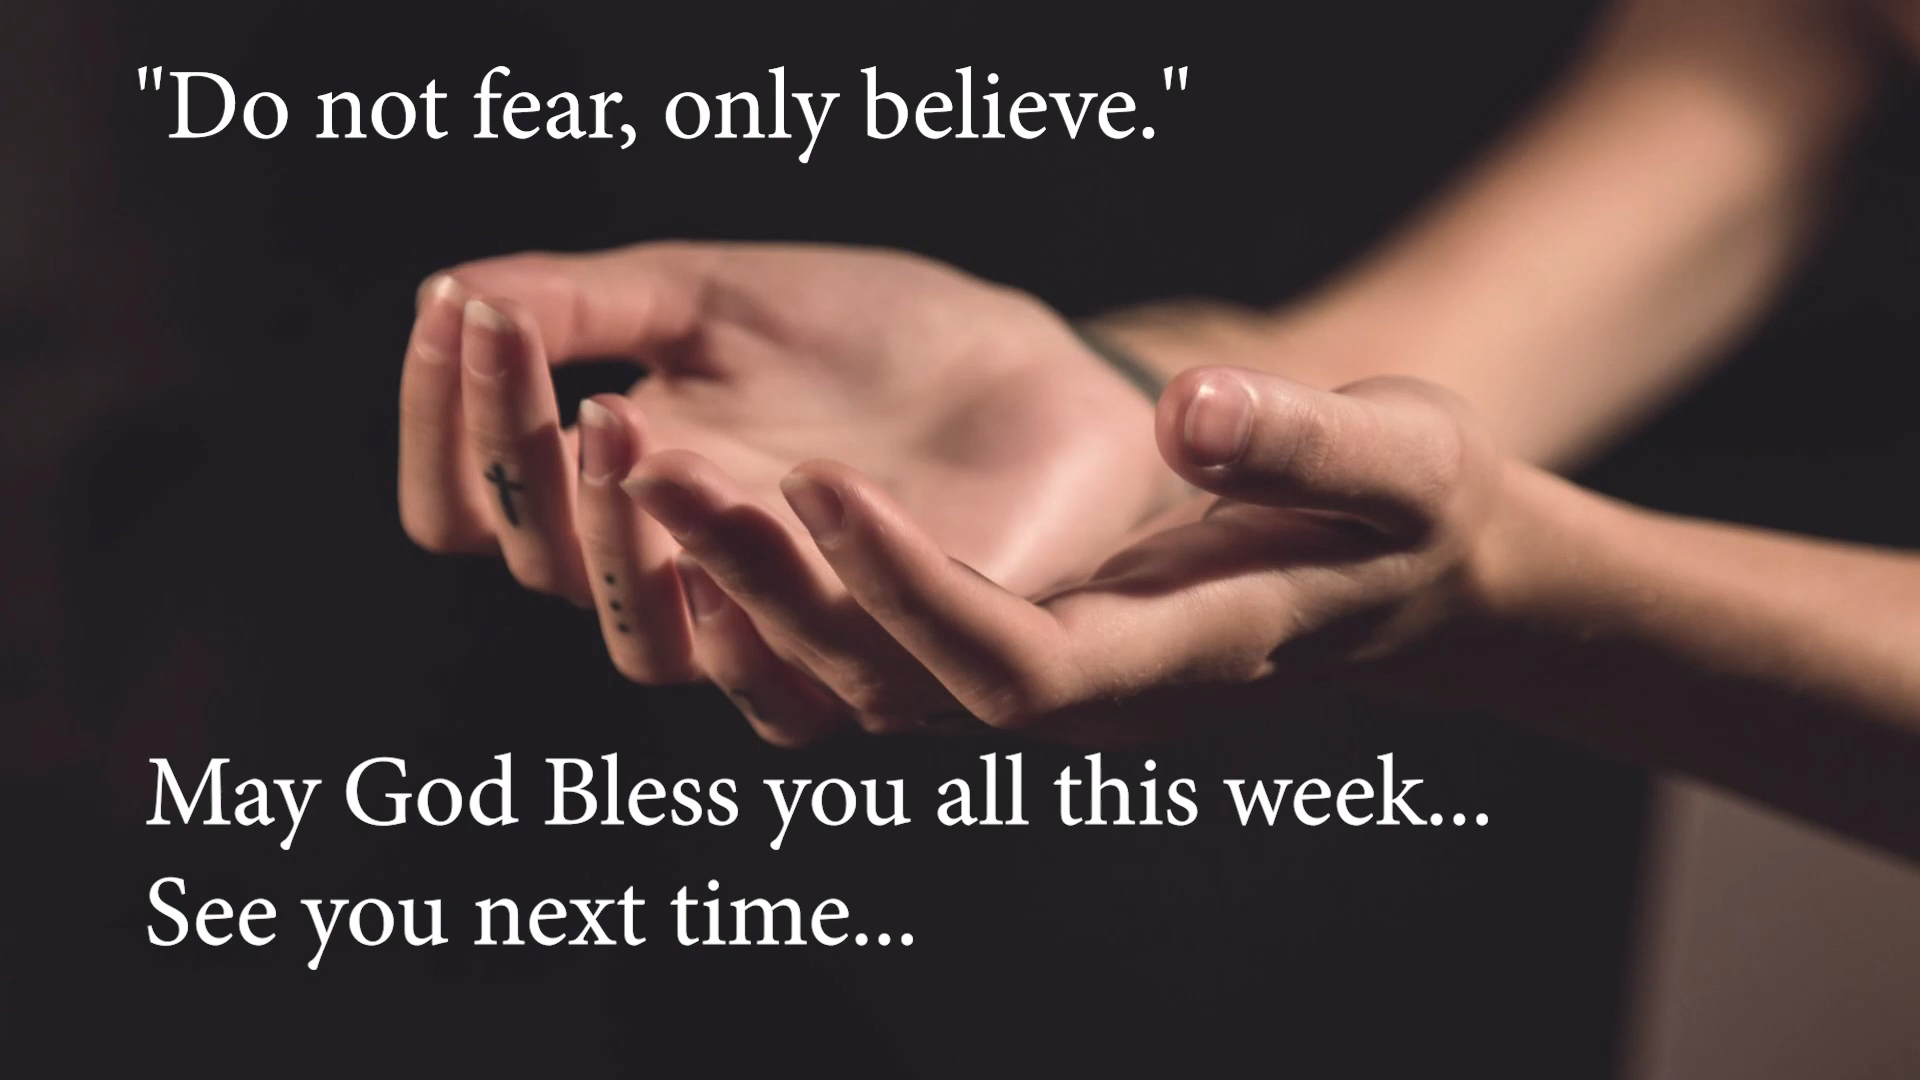 "Do not fear, only believe."
May God Bless you all this week...
See you next time...